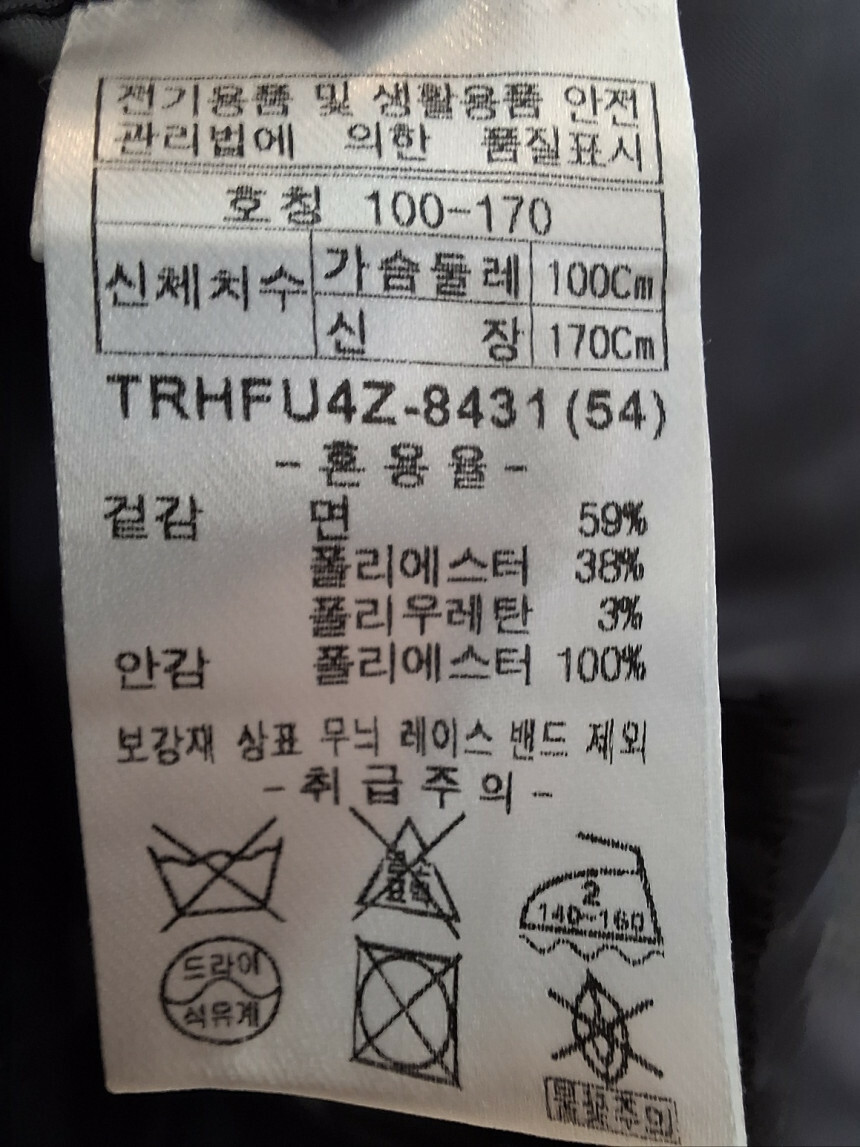 전기용품 및 생활용품 안전
관리법에 의한 품질표시
호칭 100-170
신체치수 가슴둘레 100Cm
신 장 170Cm
TRHFU4Z-8431(54)
- 혼 용 율 -
겉감 면 59%
폴리에스터 38%
폴리우레탄 3%
안감 폴리에스터 100%
보강재 상표 무늬 레이스 밴드 제외
- 취 급 주 의 -
2
140~160
드라이
석유계